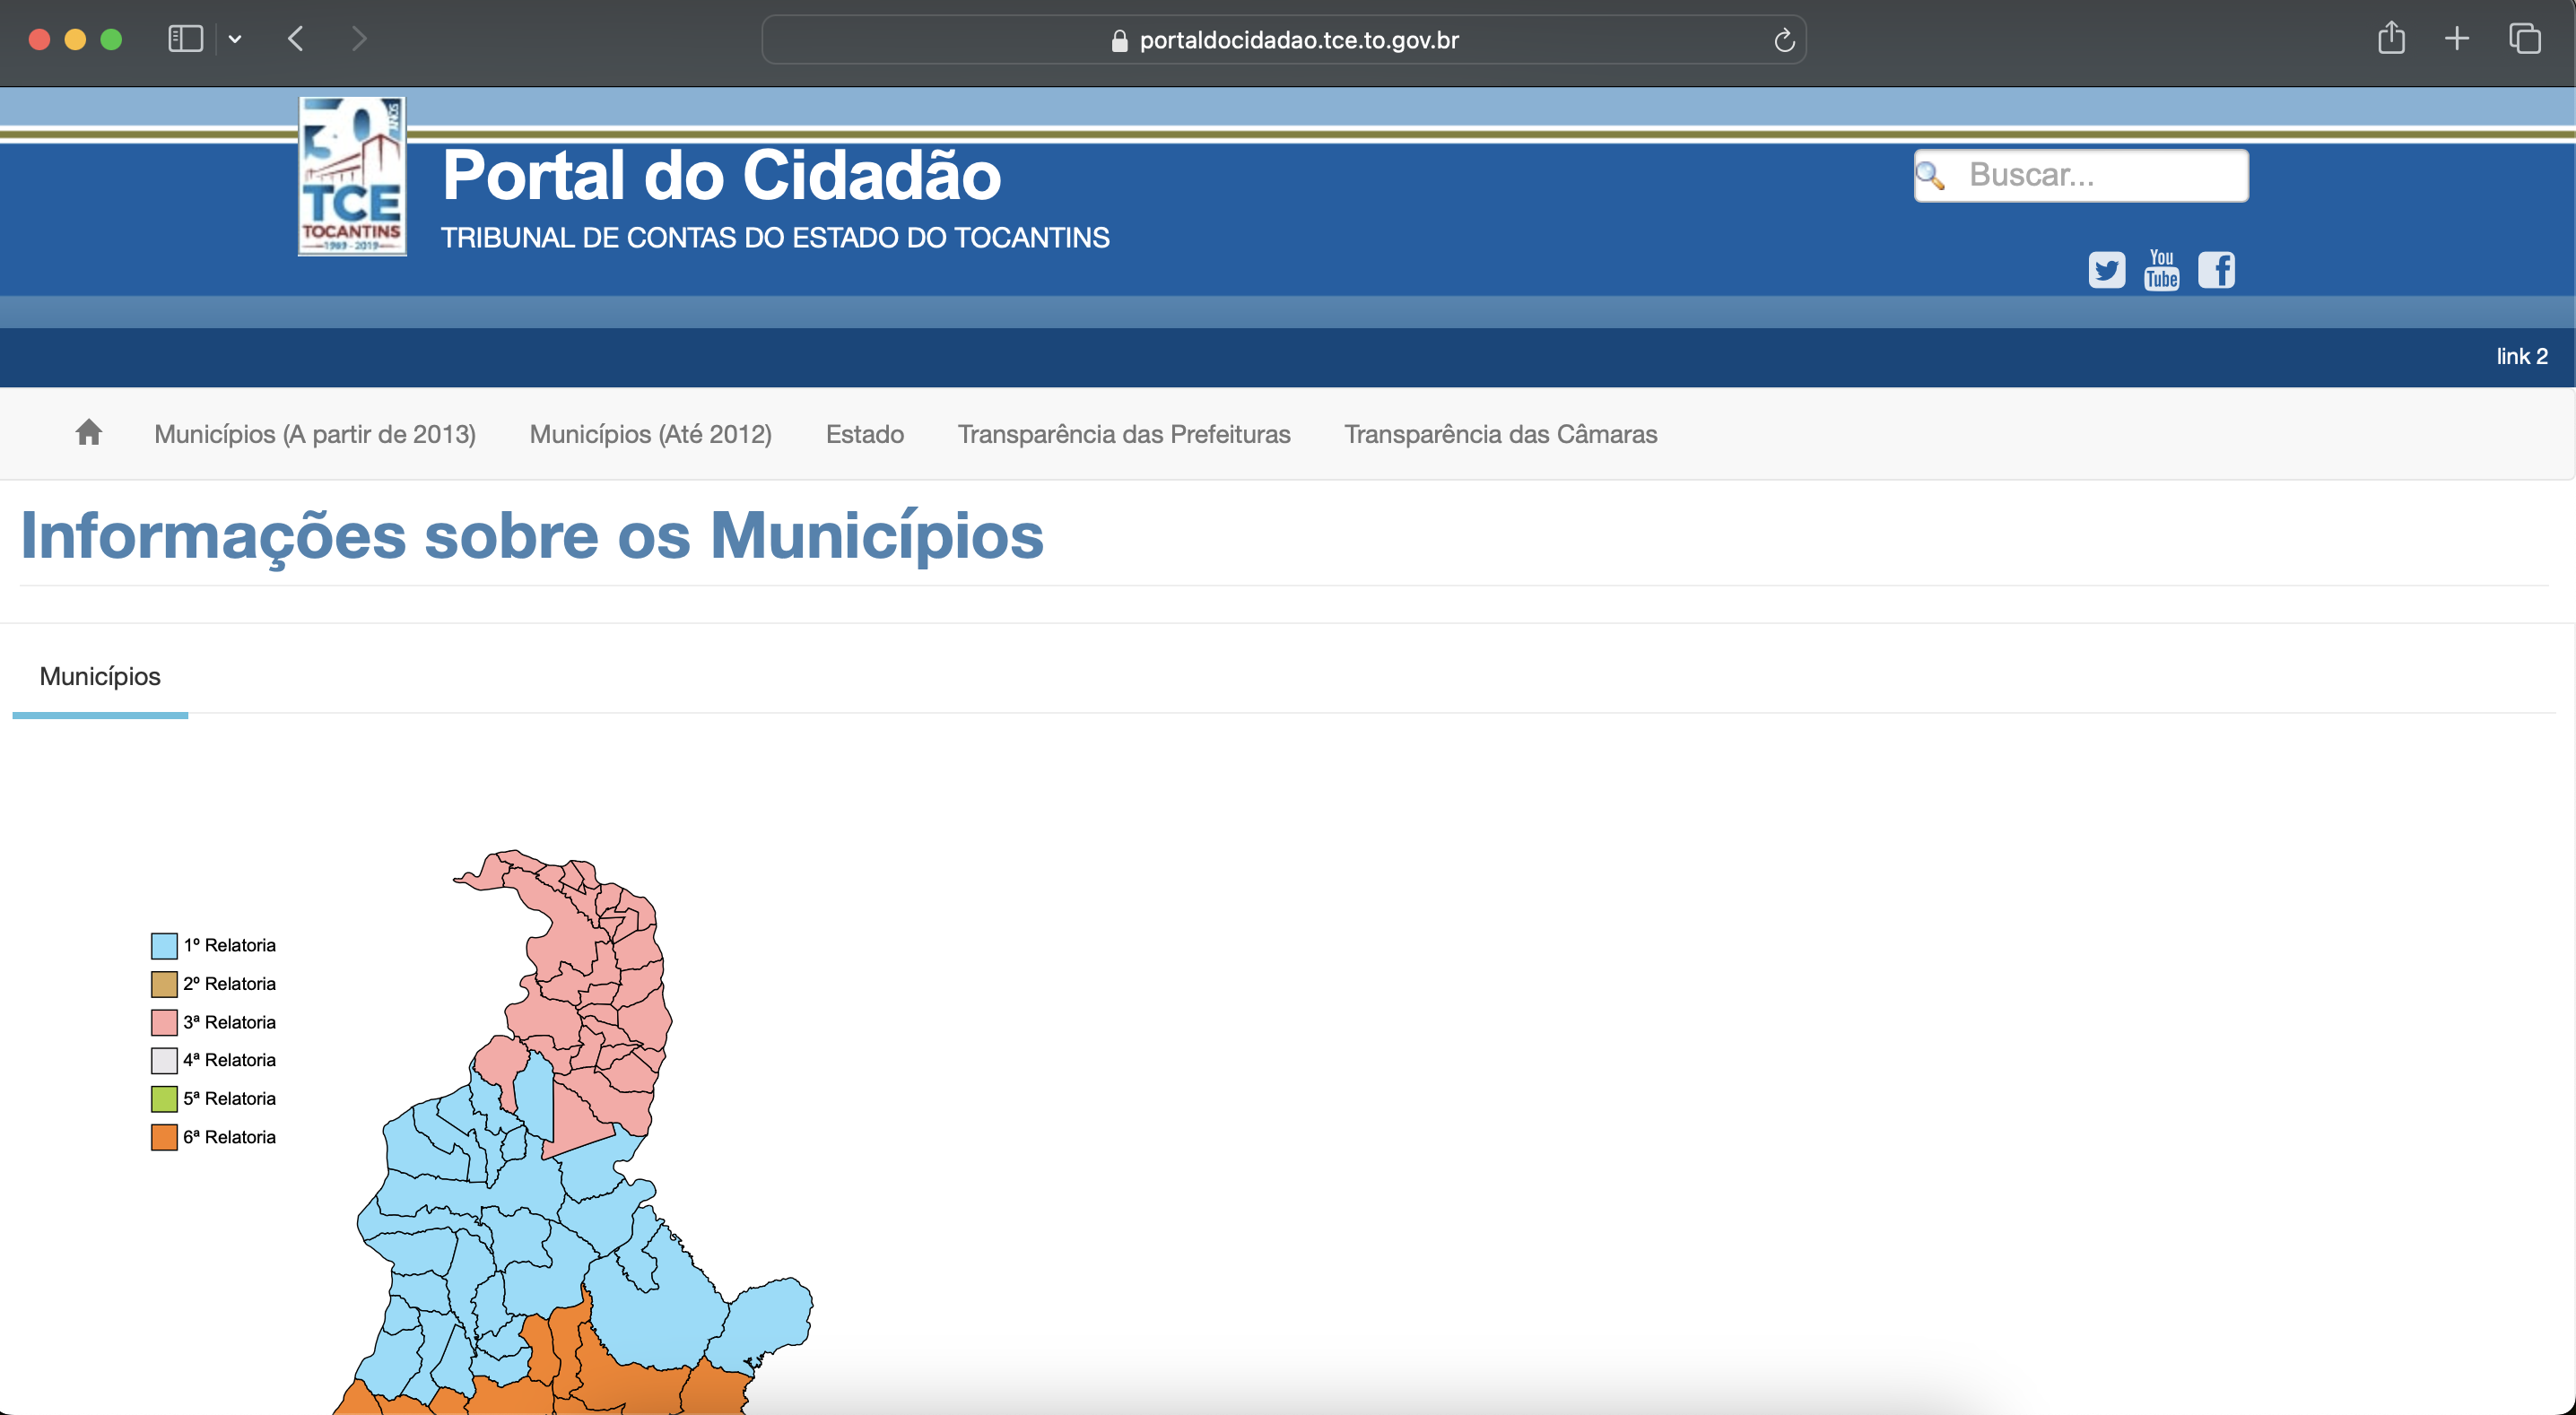 portaldocidadao.tce.to.gov.br
30 ANOS
TCE
TOCANTINS
1989 - 2019
Portal do Cidadão
TRIBUNAL DE CONTAS DO ESTADO DO TOCANTINS
Buscar...
You
Tube
link 2
Municípios (A partir de 2013)
Municípios (Até 2012)
Estado
Transparência das Prefeituras
Transparência das Câmaras
Informações sobre os Municípios
Municípios
1º Relatoria
2º Relatoria
3ª Relatoria
4ª Relatoria
5ª Relatoria
6ª Relatoria